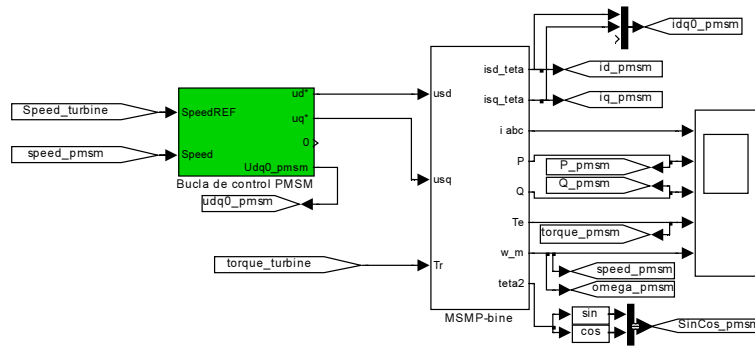 Speed_turbine
speed_pmsm
SpeedREF
Speed
ud*
uq*
0
Udq0_pmsm
Bucla de control PMSM
udq0_pmsm
torque_turbine
usd
usq
Tr
isd_teta
isq_teta
i abc
P
Q
Te
w_m
teta2
MSMP-bine
idq0_pmsm
id_pmsm
iq_pmsm
P_pmsm
Q_pmsm
torque_pmsm
speed_pmsm
omega_pmsm
sin
cos
SinCos_pmsm